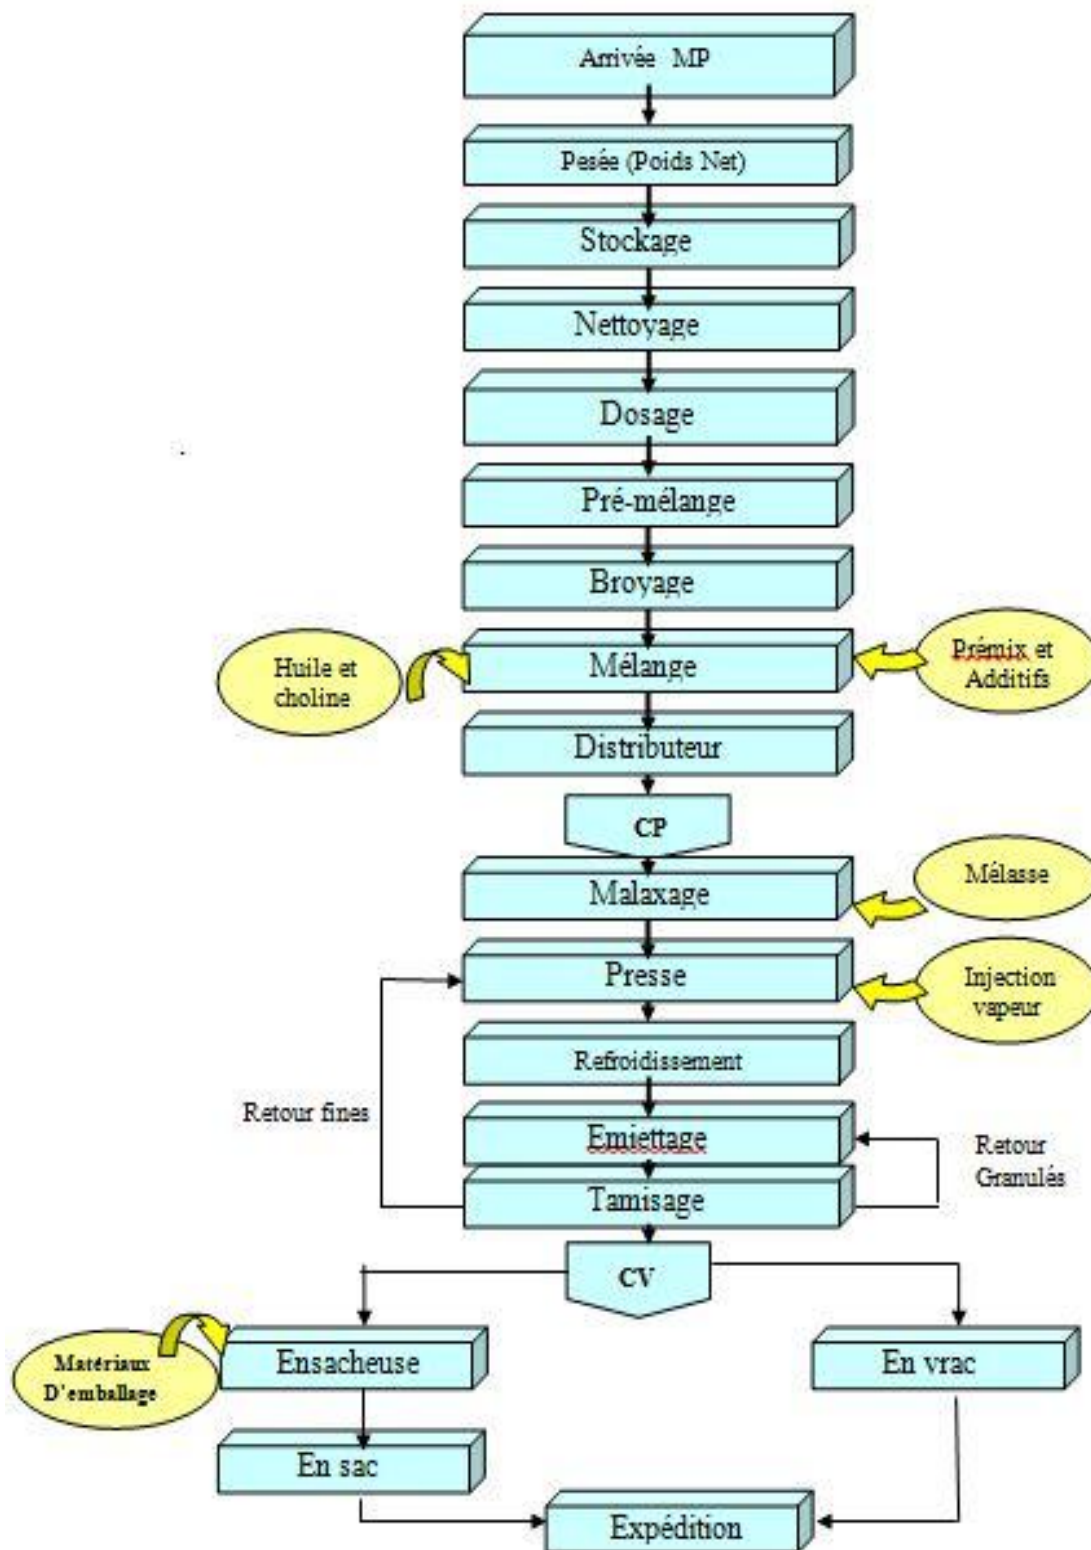 Arrivée MP
Pesée (Poids Net)
Stockage
Nettoyage
Dosage
Pré-mélange
Broyage
Huile et
choline
Mélange
Prémix et
Additifs
Distributeur
CP
Malaxage
Mélasse
Presse
Injection
vapeur
Refroidissement
Retour fines
Emiettage
Retour
Granulés
Tamisage
CV
Matériaux
D'emballage
Ensacheuse
En vrac
En sac
Expédition